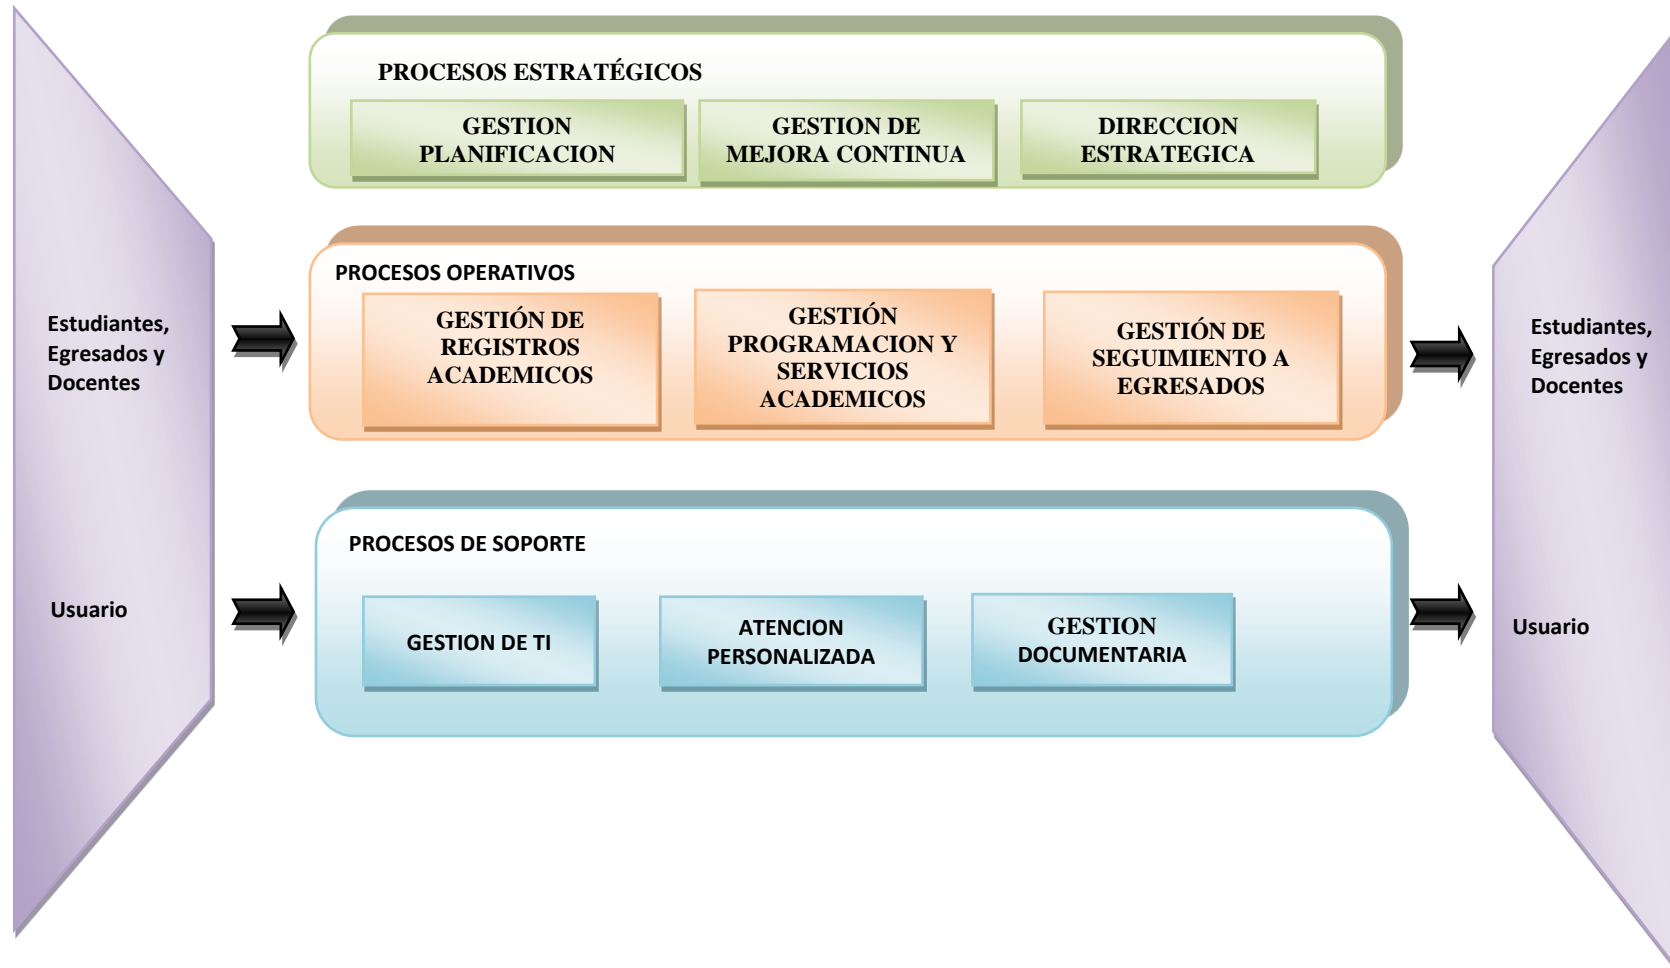 PROCESOS ESTRATÉGICOS
GESTION
PLANIFICACION
GESTION DE
MEJORA CONTINUA
DIRECCION
ESTRATEGICA
Estudiantes,
Egresados y
Docentes
PROCESOS OPERATIVOS
GESTIÓN DE
REGISTROS
ACADEMICOS
GESTIÓN
PROGRAMACION Y
SERVICIOS
ACADEMICOS
GESTIÓN DE
SEGUIMIENTO A
EGRESADOS
Estudiantes,
Egresados y
Docentes
Usuario
PROCESOS DE SOPORTE
GESTION DE TI
ATENCION
PERSONALIZADA
GESTION
DOCUMENTARIA
Usuario